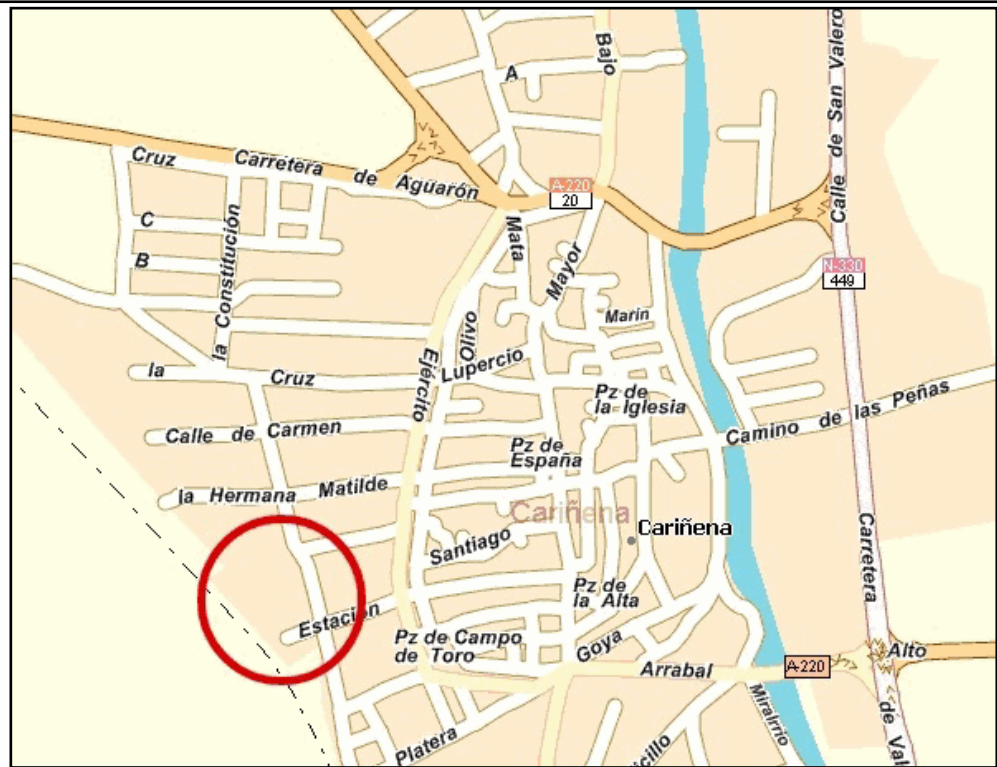 Bajo
A
Calle de San Valero
Cruz
Carretera de Aguarón
A-220
20
C
la Constitución
Mata
Mayor
B
N-330
449
Marin
Olivo
Ejército
Lupercio
la Cruz
Pz de
la Iglesia
Camino de las Peñas
Calle de Carmen
Pz de
España
la Hermana Matilde
Cariñena
Cariñena
Santiago
Carretera
Pz de
la Alta
Estación
Pz de Campo
de Toro
Goya
Arrabal
A-220
Alto
Miralrrio
de Val
Platera
icillo